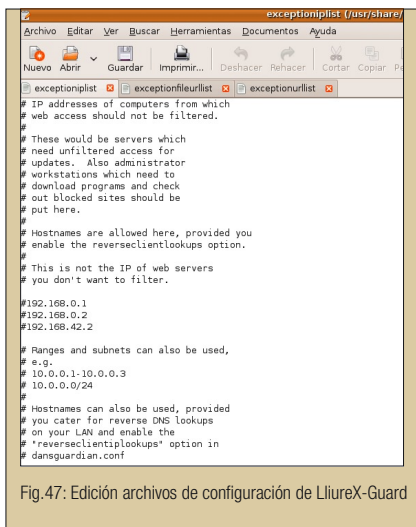 exceptioniplist (/usr/share/
Archivo Editar Ver Buscar Herramientas Documentos Ayuda
Nuevo Abrir Guardar Imprimir... Deshacer Rehacer Cortar Copiar
exceptioniplist exceptionfileurllist exceptionurllist
# IP addresses of computers from which
# web access should not be filtered.
#
# These would be servers which
# need unfiltered access for
# updates.  Also administrator
# workstations which need to
# download programs and check
# out blocked sites should be
# put here.
#
# Hostnames are allowed here, provided you
# enable the reverseclientlookups option.
#
# This is not the IP of web servers
# you don't want to filter.
#192.168.0.1
#192.168.0.2
#192.168.42.2
# Ranges and subnets can also be used,
# e.g.
# 10.0.0.1-10.0.0.3
# 10.0.0.0/24
#
# Hostnames can also be used, provided
# you cater for reverse DNS lookups
# on your LAN and enable the
# "reverseclientiplookups" option in
# dansguardian.conf
Fig.47: Edición archivos de configuración de LliureX-Guard